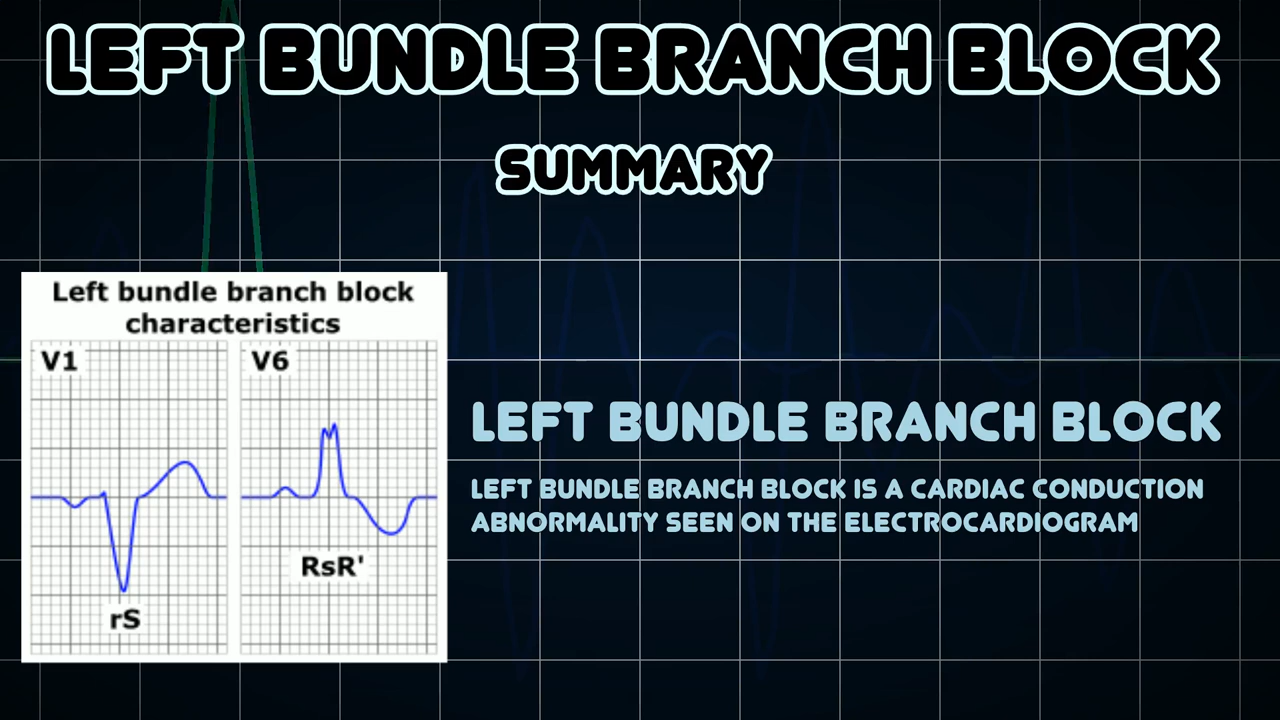 LEFT BUNDLE BRANCH BLOCK
SUMMARY
Left bundle branch block
characteristics
V1
V6
RsR'
rS
LEFT BUNDLE BRANCH BLOCK
LEFT BUNDLE BRANCH BLOCK IS A CARDIAC CONDUCTION
ABNORMALITY SEEN ON THE ELECTROCARDIOGRAM